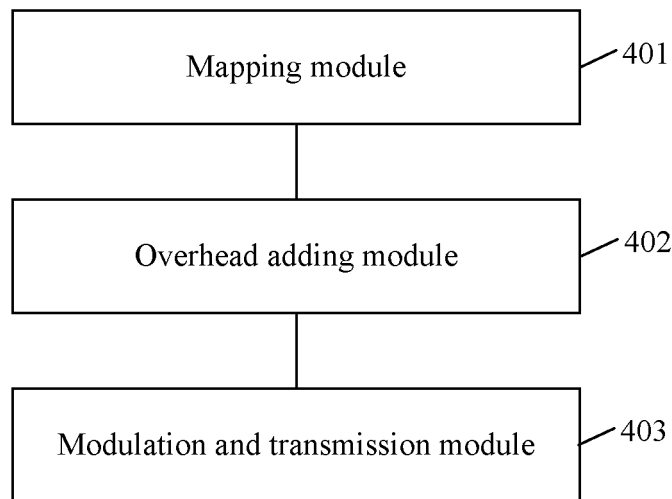 Mapping module
401
Overhead adding module
402
Modulation and transmission module
403